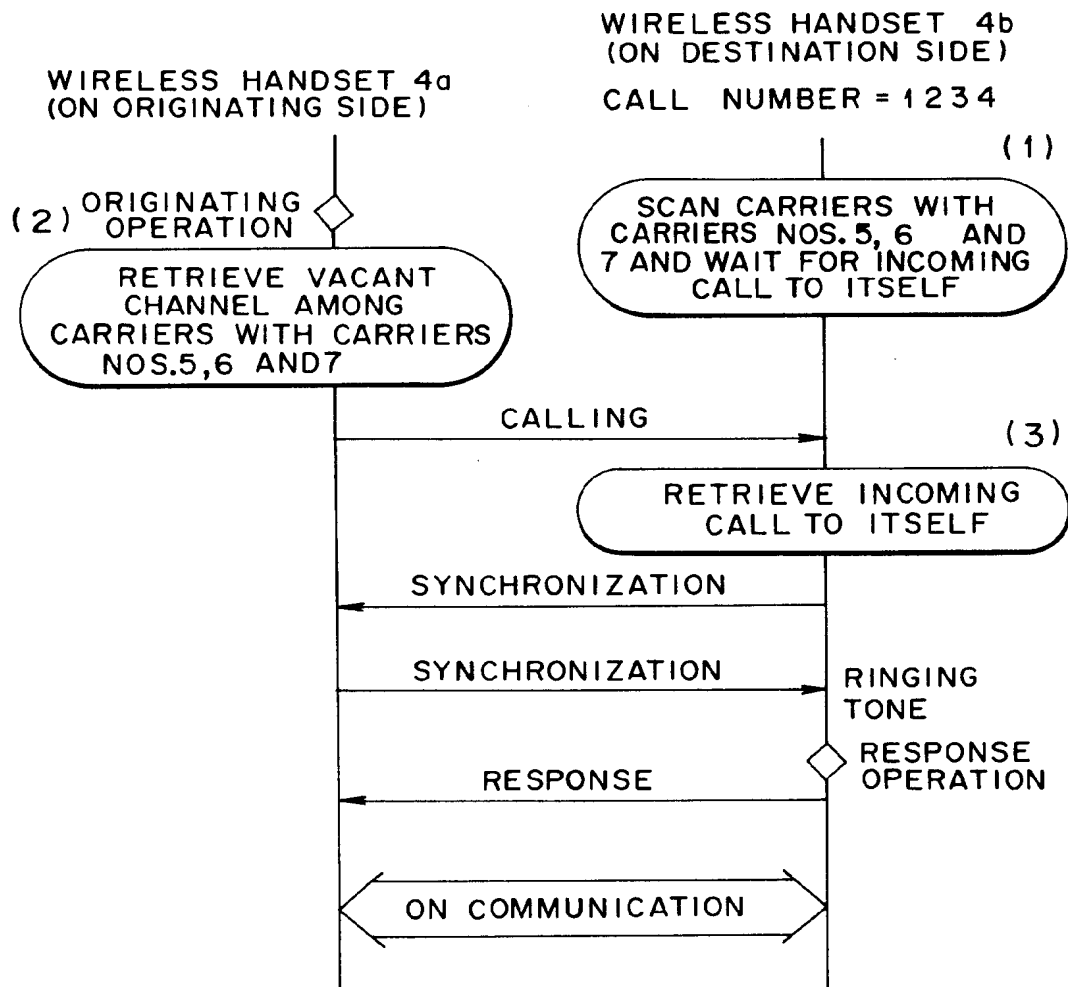 WIRELESS HANDSET 4a
(ON ORIGINATING SIDE)
WIRELESS HANDSET 4b
(ON DESTINATION SIDE)
CALL NUMBER = 1234
(1)
SCAN CARRIERS WITH
CARRIERS NOS. 5, 6 AND
7 AND WAIT FOR INCOMING
CALL TO ITSELF
(2) ORIGINATING
OPERATION
RETRIEVE VACANT
CHANNEL AMONG
CARRIERS WITH CARRIERS
NOS.5,6 AND7
CALLING
(3)
RETRIEVE INCOMING
CALL TO ITSELF
SYNCHRONIZATION
SYNCHRONIZATION
RINGING
TONE
RESPONSE
OPERATION
RESPONSE
ON COMMUNICATION